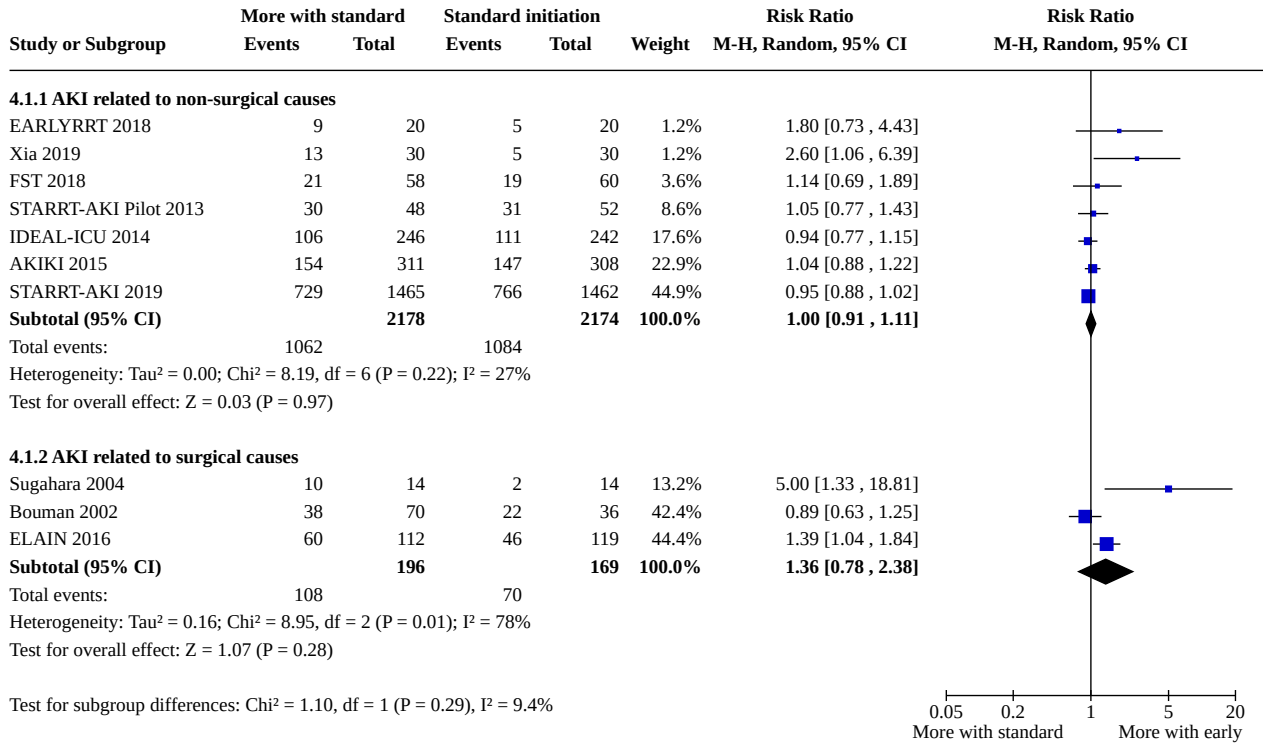 More with standard Standard initiation Risk Ratio Risk Ratio
Study or Subgroup Events Total Events Total Weight M-H, Random, 95% CI M-H, Random, 95% CI
4.1.1 AKI related to non-surgical causes
EARLYRRT 2018 9 20 5 20 1.2% 1.80 [0.73 , 4.43]
Xia 2019 13 30 5 30 1.2% 2.60 [1.06 , 6.39]
FST 2018 21 58 19 60 3.6% 1.14 [0.69 , 1.89]
STARRT-AKI Pilot 2013 30 48 31 52 8.6% 1.05 [0.77 , 1.43]
IDEAL-ICU 2014 106 246 111 242 17.6% 0.94 [0.77 , 1.15]
AKIKI 2015 154 311 147 308 22.9% 1.04 [0.88 , 1.22]
STARRT-AKI 2019 729 1465 766 1462 44.9% 0.95 [0.88 , 1.02]
Subtotal (95% CI) 2178 2174 100.0% 1.00 [0.91 , 1.11]
Total events: 1062 1084
Heterogeneity: Tau² = 0.00; Chi² = 8.19, df = 6 (P = 0.22); I² = 27%
Test for overall effect: Z = 0.03 (P = 0.97)
4.1.2 AKI related to surgical causes
Sugahara 2004 10 14 2 14 13.2% 5.00 [1.33 , 18.81]
Bouman 2002 38 70 22 36 42.4% 0.89 [0.63 , 1.25]
ELAIN 2016 60 112 46 119 44.4% 1.39 [1.04 , 1.84]
Subtotal (95% CI) 196 169 100.0% 1.36 [0.78 , 2.38]
Total events: 108 70
Heterogeneity: Tau² = 0.16; Chi² = 8.95, df = 2 (P = 0.01); I² = 78%
Test for overall effect: Z = 1.07 (P = 0.28)
Test for subgroup differences: Chi² = 1.10, df = 1 (P = 0.29), I² = 9.4%
0.05 0.2 1 5 20
More with standard More with early